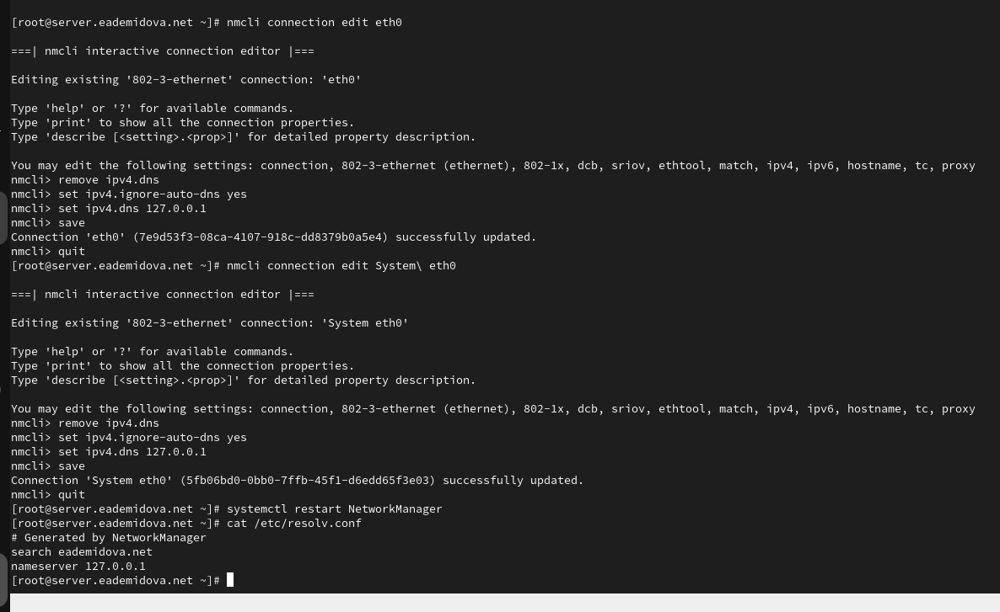 [root@server.eademidova.net ~]# nmcli connection edit eth0
===| nmcli interactive connection editor |===
Editing existing '802-3-ethernet' connection: 'eth0'
Type 'help' or '?' for available commands.
Type 'print' to show all the connection properties.
Type 'describe [<setting>.<prop>]' for detailed property description.
You may edit the following settings: connection, 802-3-ethernet (ethernet), 802-1x, dcb, sriov, ethtool, match, ipv4, ipv6, hostname, tc, proxy
nmcli> remove ipv4.dns
nmcli> set ipv4.ignore-auto-dns yes
nmcli> set ipv4.dns 127.0.0.1
nmcli> save
Connection 'eth0' (7e9d53f3-08ca-4107-918c-dd8379b0a5e4) successfully updated.
nmcli> quit
[root@server.eademidova.net ~]# nmcli connection edit System\ eth0
===| nmcli interactive connection editor |===
Editing existing '802-3-ethernet' connection: 'System eth0'
Type 'help' or '?' for available commands.
Type 'print' to show all the connection properties.
Type 'describe [<setting>.<prop>]' for detailed property description.
You may edit the following settings: connection, 802-3-ethernet (ethernet), 802-1x, dcb, sriov, ethtool, match, ipv4, ipv6, hostname, tc, proxy
nmcli> remove ipv4.dns
nmcli> set ipv4.ignore-auto-dns yes
nmcli> set ipv4.dns 127.0.0.1
nmcli> save
Connection 'System eth0' (5fb06bd0-0bb0-7ffb-45f1-d6edd65f3e03) successfully updated.
nmcli> quit
[root@server.eademidova.net ~]# systemctl restart NetworkManager
[root@server.eademidova.net ~]# cat /etc/resolv.conf
# Generated by NetworkManager
search eademidova.net
nameserver 127.0.0.1
[root@server.eademidova.net ~]#